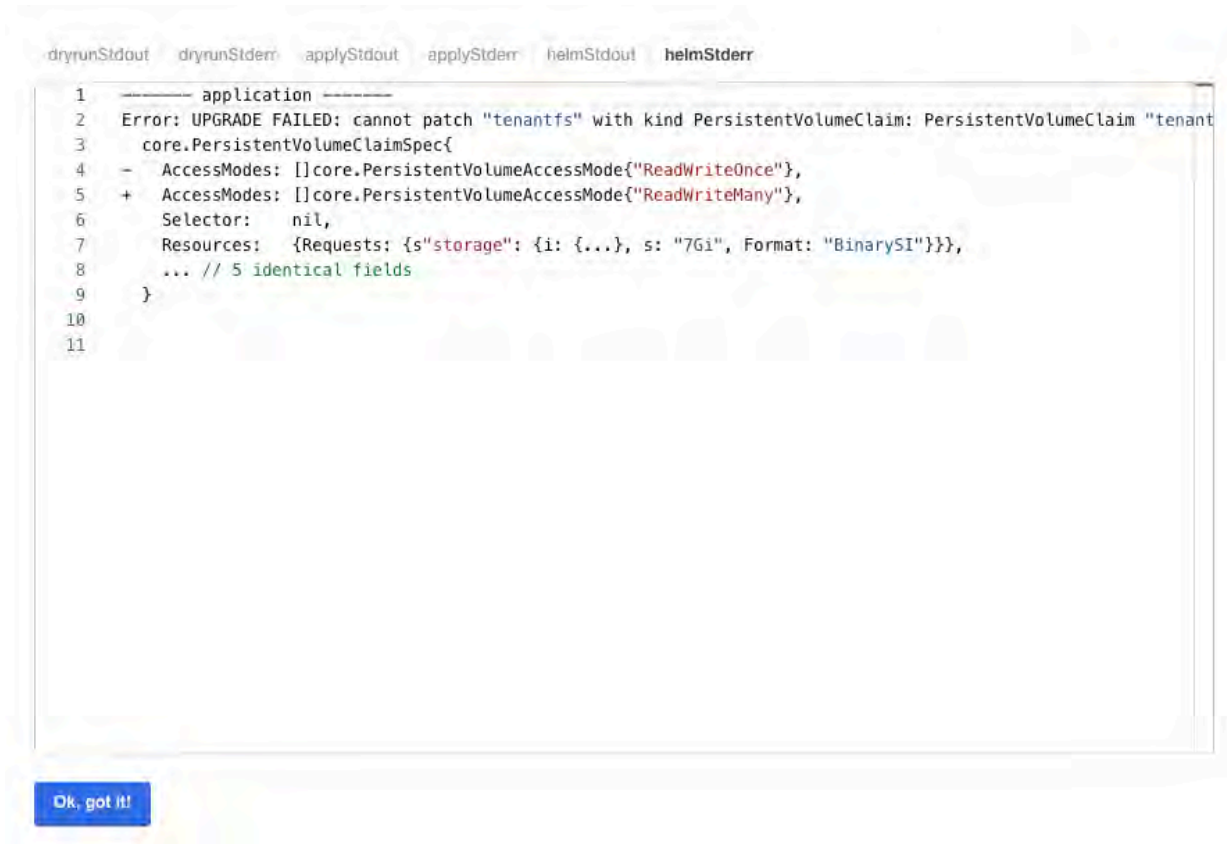 dryrunStdout dryrunStderr applyStdout applyStderr helmStdout helmStderr
1 ------- application -------
2 Error: UPGRADE FAILED: cannot patch "tenantfs" with kind PersistentVolumeClaim: PersistentVolumeClaim "tenant
3 core.PersistentVolumeClaimSpec{
4 - AccessModes: []core.PersistentVolumeAccessMode{"ReadWriteOnce"},
5 + AccessModes: []core.PersistentVolumeAccessMode{"ReadWriteMany"},
6 Selector: nil,
7 Resources: {Requests: {s"storage": {i: {...}, s: "7Gi", Format: "BinarySI"}}},
8 ... // 5 identical fields
9 }
10
11
Ok, got it!